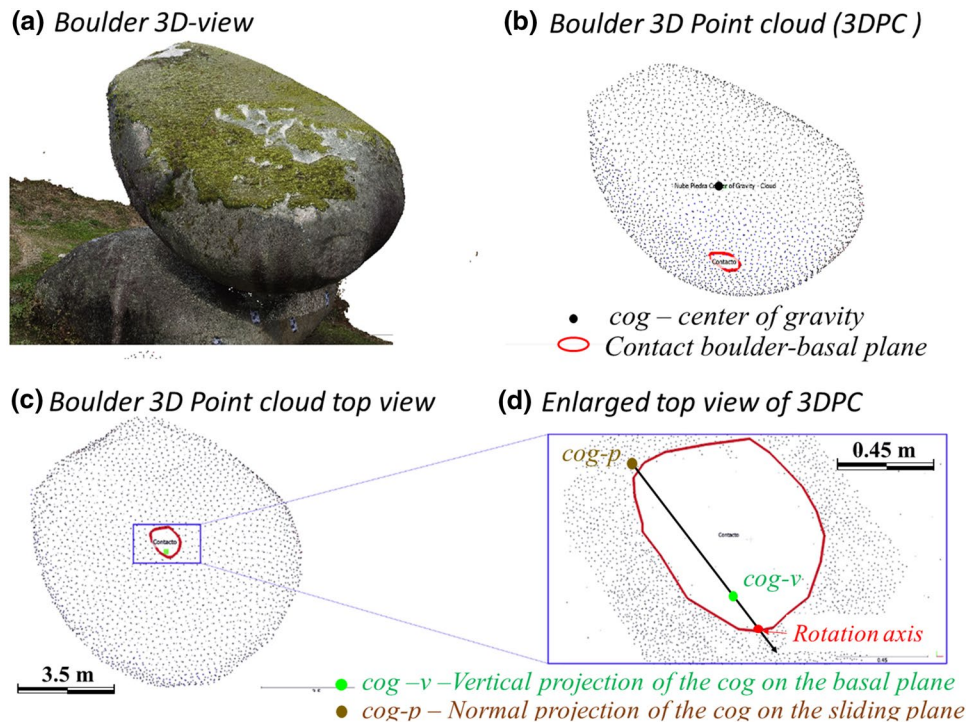 (a) Boulder 3D-view
(b) Boulder 3D Point cloud (3DPC )
Nube Piedra Center of Gravity - Cloud
Contacto
cog – center of gravity
Contact boulder-basal plane
(c) Boulder 3D Point cloud top view
Contacto
3.5 m
(d) Enlarged top view of 3DPC
0.45 m
cog-p
Contacto
cog-v
Rotation axis
0.45
cog –v –Vertical projection of the cog on the basal plane
cog-p – Normal projection of the cog on the sliding plane